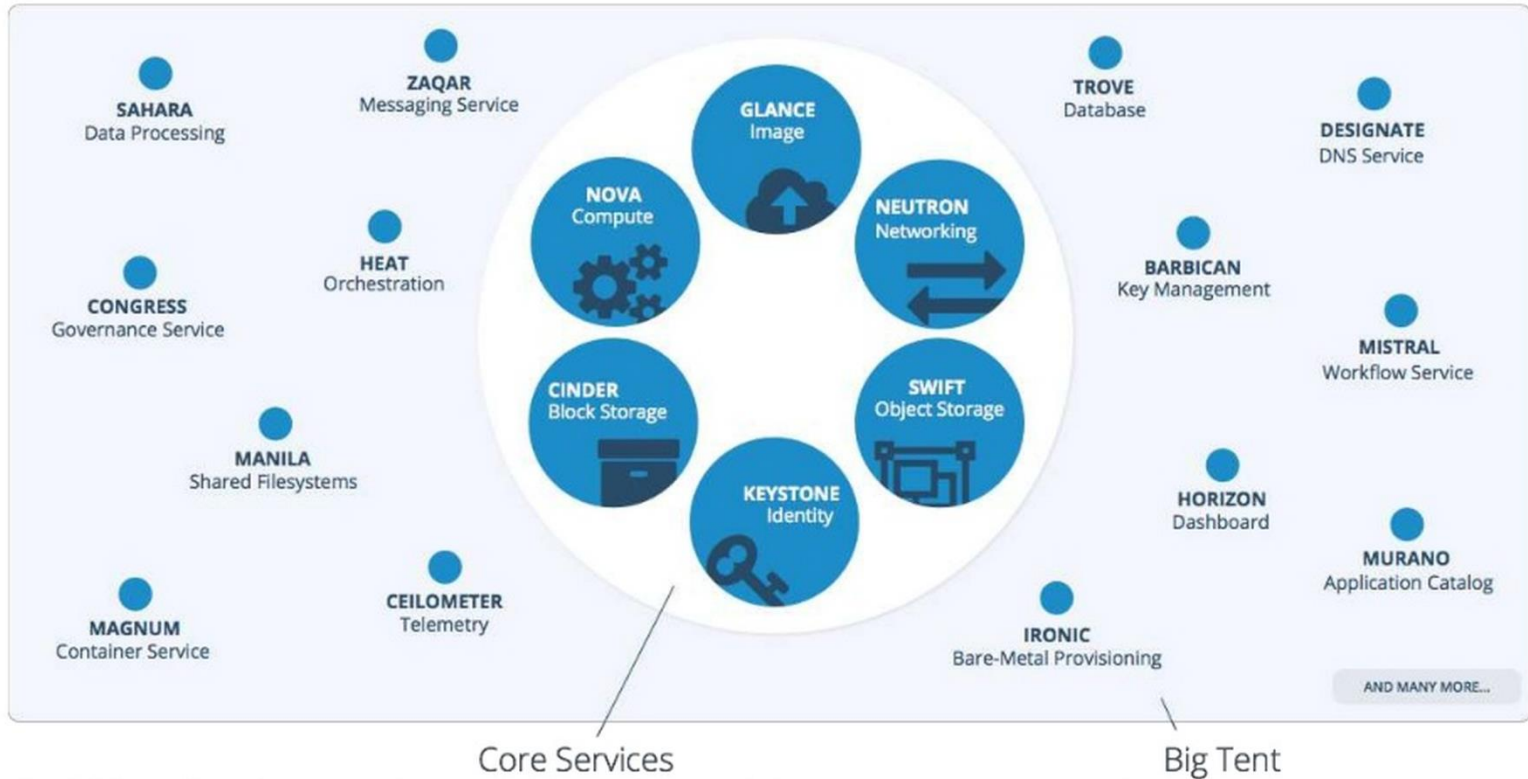 SAHARA
Data Processing
ZAQAR
Messaging Service
CONGRESS
Governance Service
HEAT
Orchestration
MANILA
Shared Filesystems
MAGNUM
Container Service
CEILOMETER
Telemetry
GLANCE
Image
NOVA
Compute
NEUTRON
Networking
CINDER
Block Storage
SWIFT
Object Storage
KEYSTONE
Identity
TROVE
Database
DESIGNATE
DNS Service
BARBICAN
Key Management
MISTRAL
Workflow Service
HORIZON
Dashboard
MURANO
Application Catalog
IRONIC
Bare-Metal Provisioning
AND MANY MORE...
Core Services
Big Tent